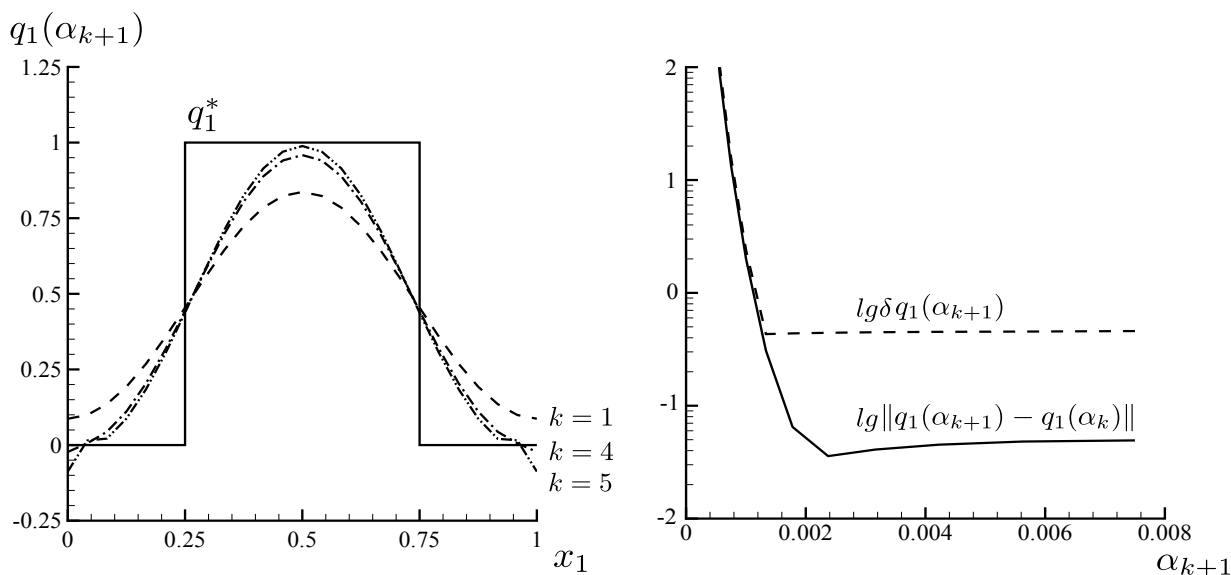 q₁(αₖ₊₁)
1.25
1
0.75
0.5
0.25
0
-0.25
q₁*
k = 1
k = 4
k = 5
0 0.25 0.5 0.75 1
x₁
2
1
0
-1
-2
lgδq₁(αₖ₊₁)
lg‖q₁(αₖ₊₁) − q₁(αₖ)‖
0 0.002 0.004 0.006 0.008
αₖ₊₁